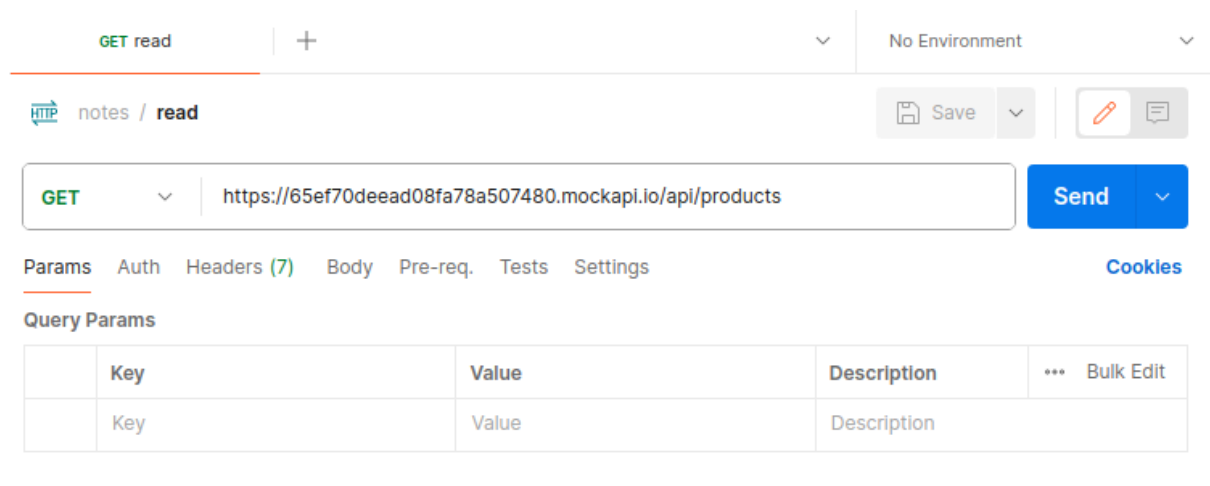 GET read No Environment
HTTP notes / read Save
GET https://65ef70deead08fa78a507480.mockapi.io/api/products Send
Params Auth Headers (7) Body Pre-req. Tests Settings Cookies
Query Params
Key Value Description Bulk Edit
Key Value Description